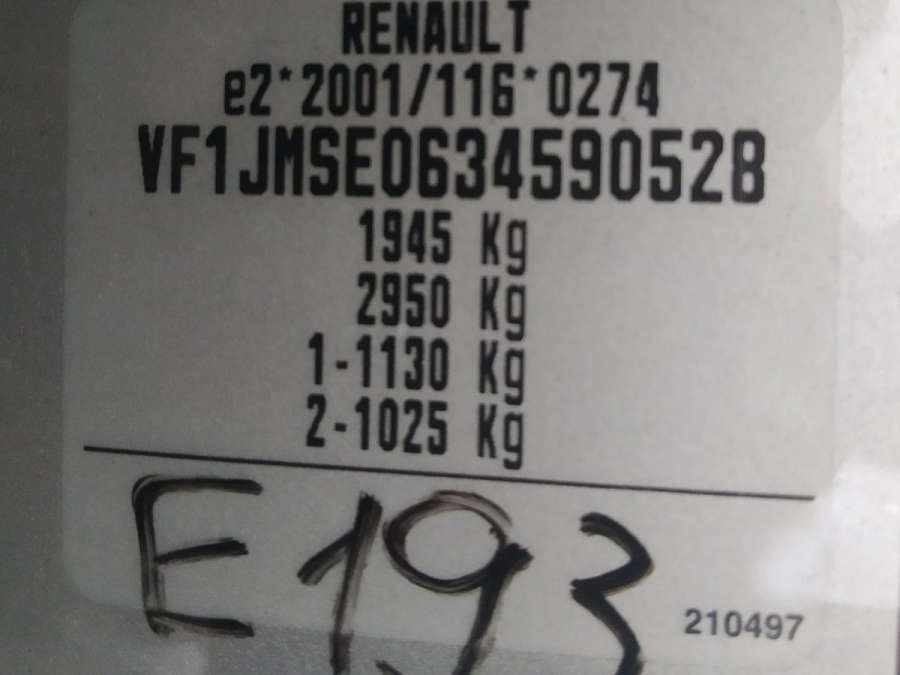 RENAULT
e2*2001/116*0274
VF1JMSE0634590528
1945 Kg
2950 Kg
1-1130 Kg
2-1025 Kg
E193
210497